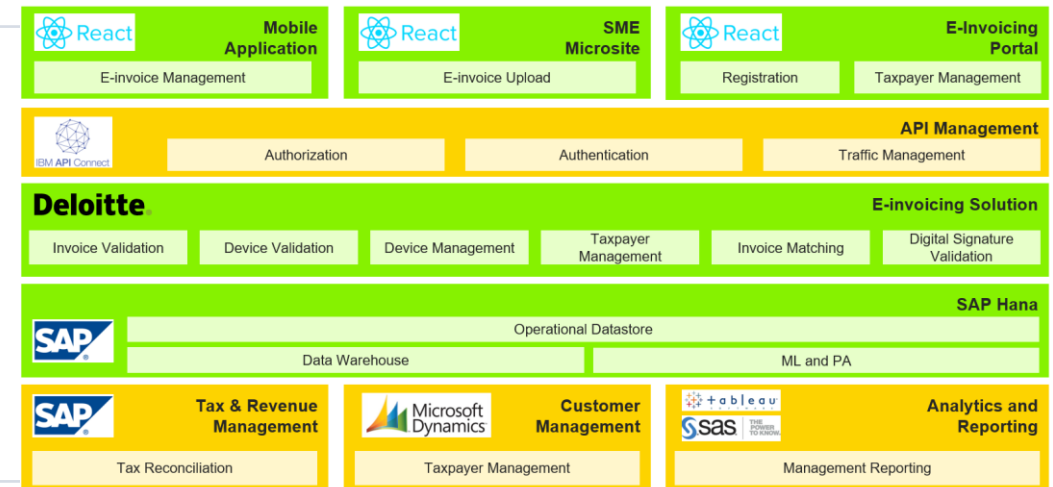 React
Mobile
Application
E-invoice Management
React
SME
Microsite
E-invoice Upload
React
E-Invoicing
Portal
Registration
Taxpayer Management
IBM API Connect
API Management
Authorization
Authentication
Traffic Management
Deloitte.
E-invoicing Solution
Invoice Validation
Device Validation
Device Management
Taxpayer
Management
Invoice Matching
Digital Signature
Validation
SAP
SAP Hana
Operational Datastore
Data Warehouse
ML and PA
SAP
Tax & Revenue
Management
Tax Reconciliation
Microsoft
Dynamics
Customer
Management
Taxpayer Management
+ableau
sas
THE
POWER
TO KNOW.
Analytics and
Reporting
Management Reporting